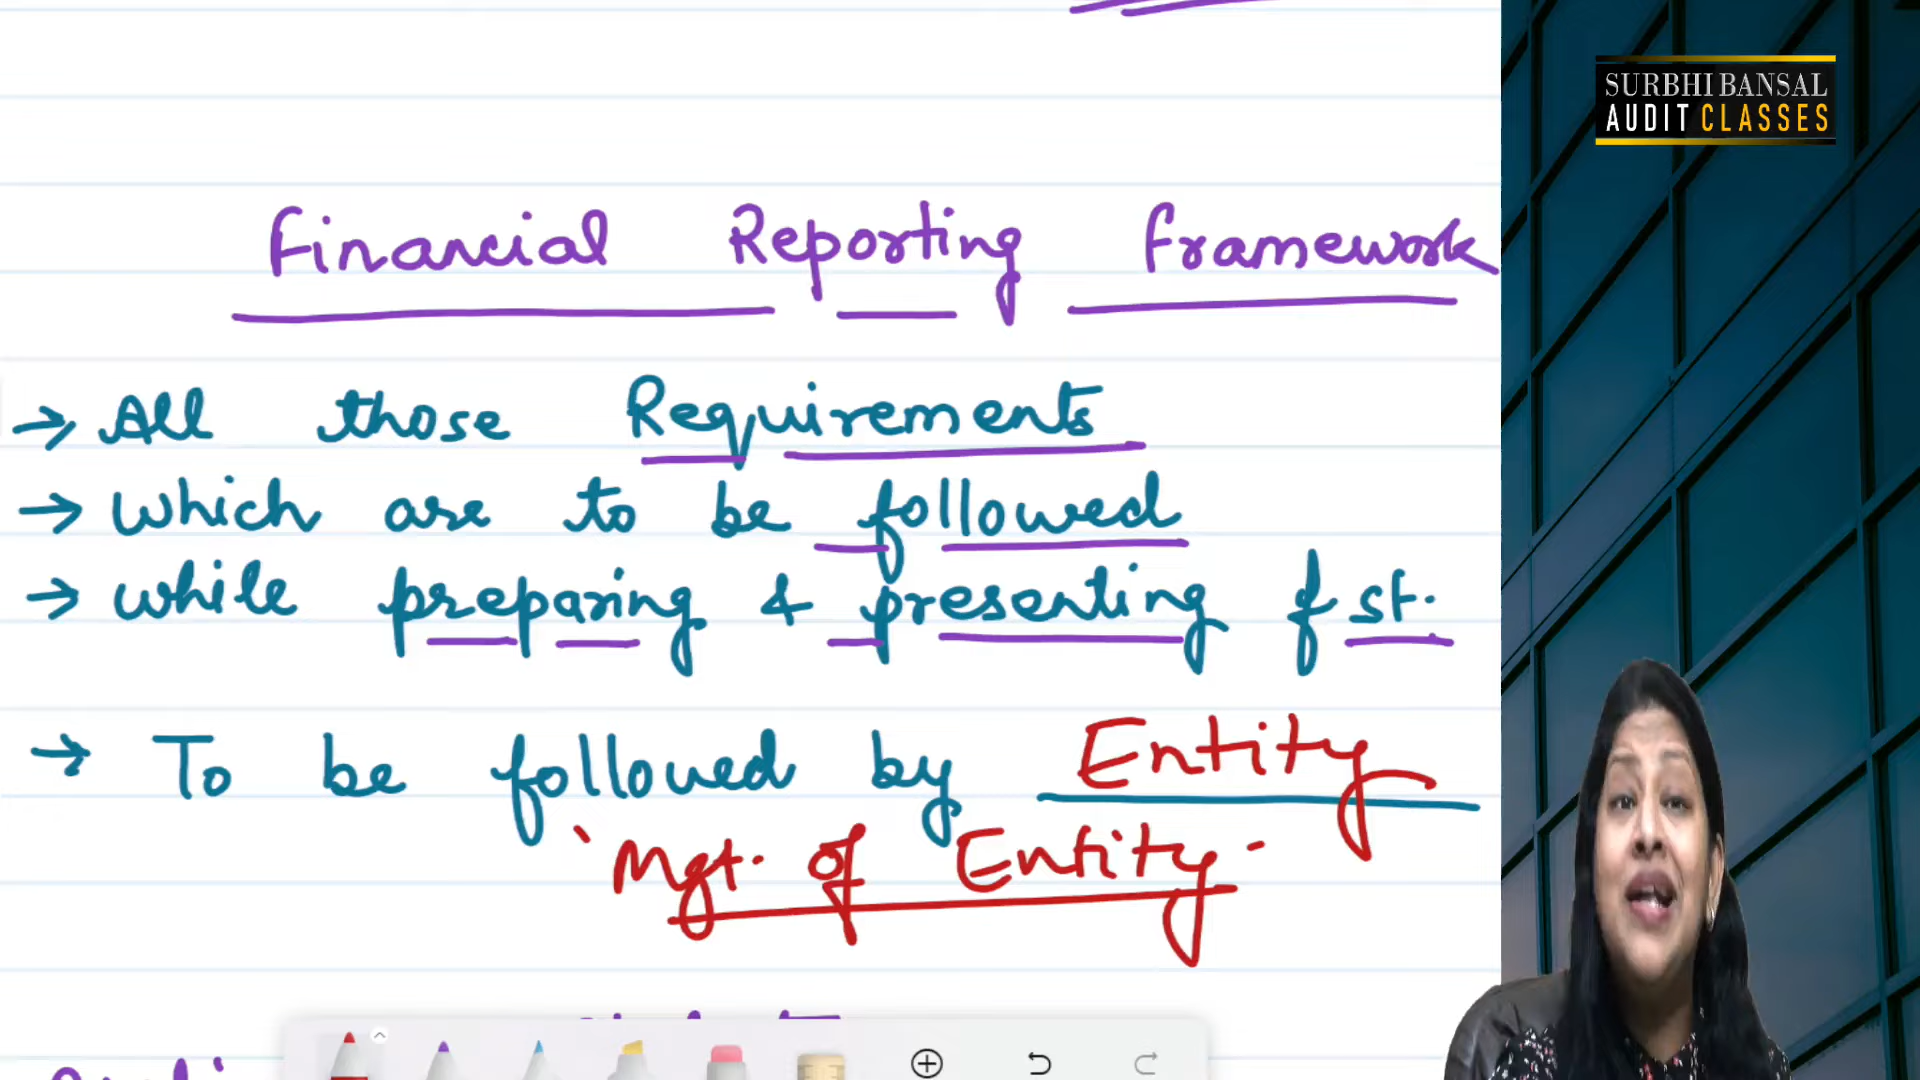 SURBHI BANSAL
AUDIT CLASSES
Financial Reporting Framework
→ All those Requirements
→ which are to be followed
→ while preparing & presenting f st.
→ To be followed by Entity
Mgt. of Entity